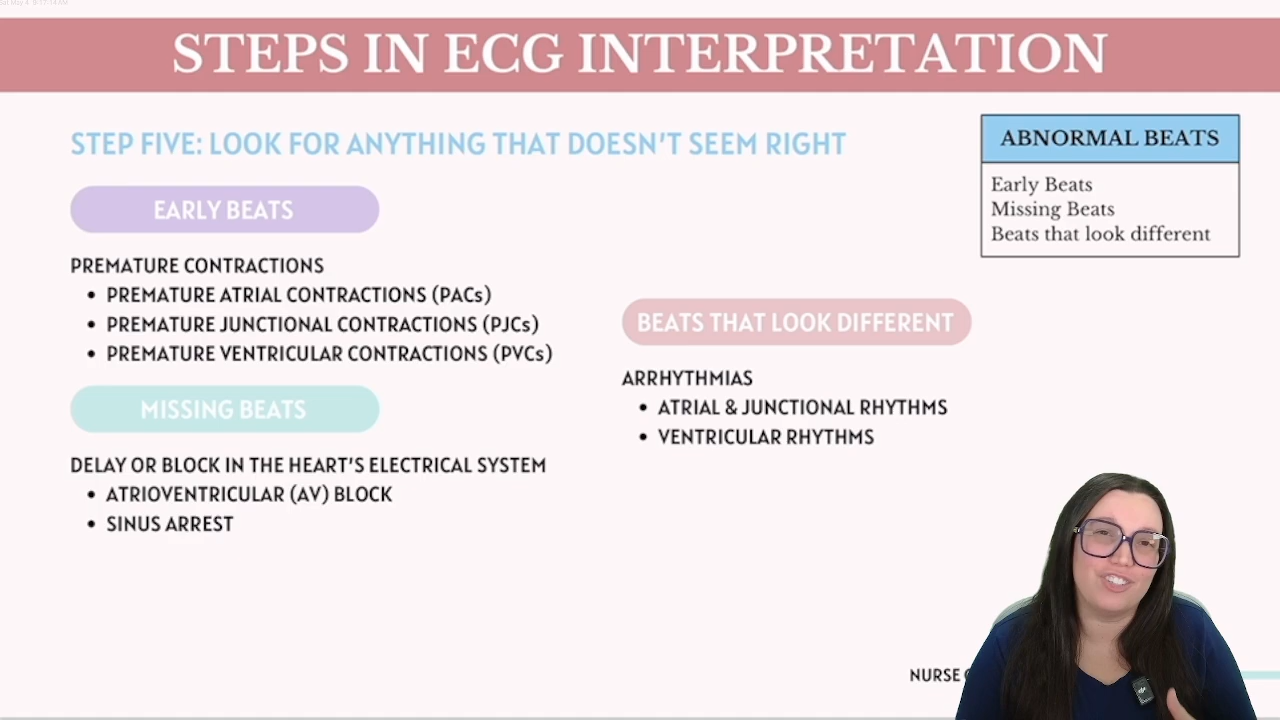 STEPS IN ECG INTERPRETATION
STEP FIVE: LOOK FOR ANYTHING THAT DOESN'T SEEM RIGHT
ABNORMAL BEATS
Early Beats
Missing Beats
Beats that look different
EARLY BEATS
PREMATURE CONTRACTIONS
• PREMATURE ATRIAL CONTRACTIONS (PACs)
• PREMATURE JUNCTIONAL CONTRACTIONS (PJCs)
• PREMATURE VENTRICULAR CONTRACTIONS (PVCs)
MISSING BEATS
DELAY OR BLOCK IN THE HEART'S ELECTRICAL SYSTEM
• ATRIOVENTRICULAR (AV) BLOCK
• SINUS ARREST
BEATS THAT LOOK DIFFERENT
ARRHYTHMIAS
• ATRIAL & JUNCTIONAL RHYTHMS
• VENTRICULAR RHYTHMS
NURSE